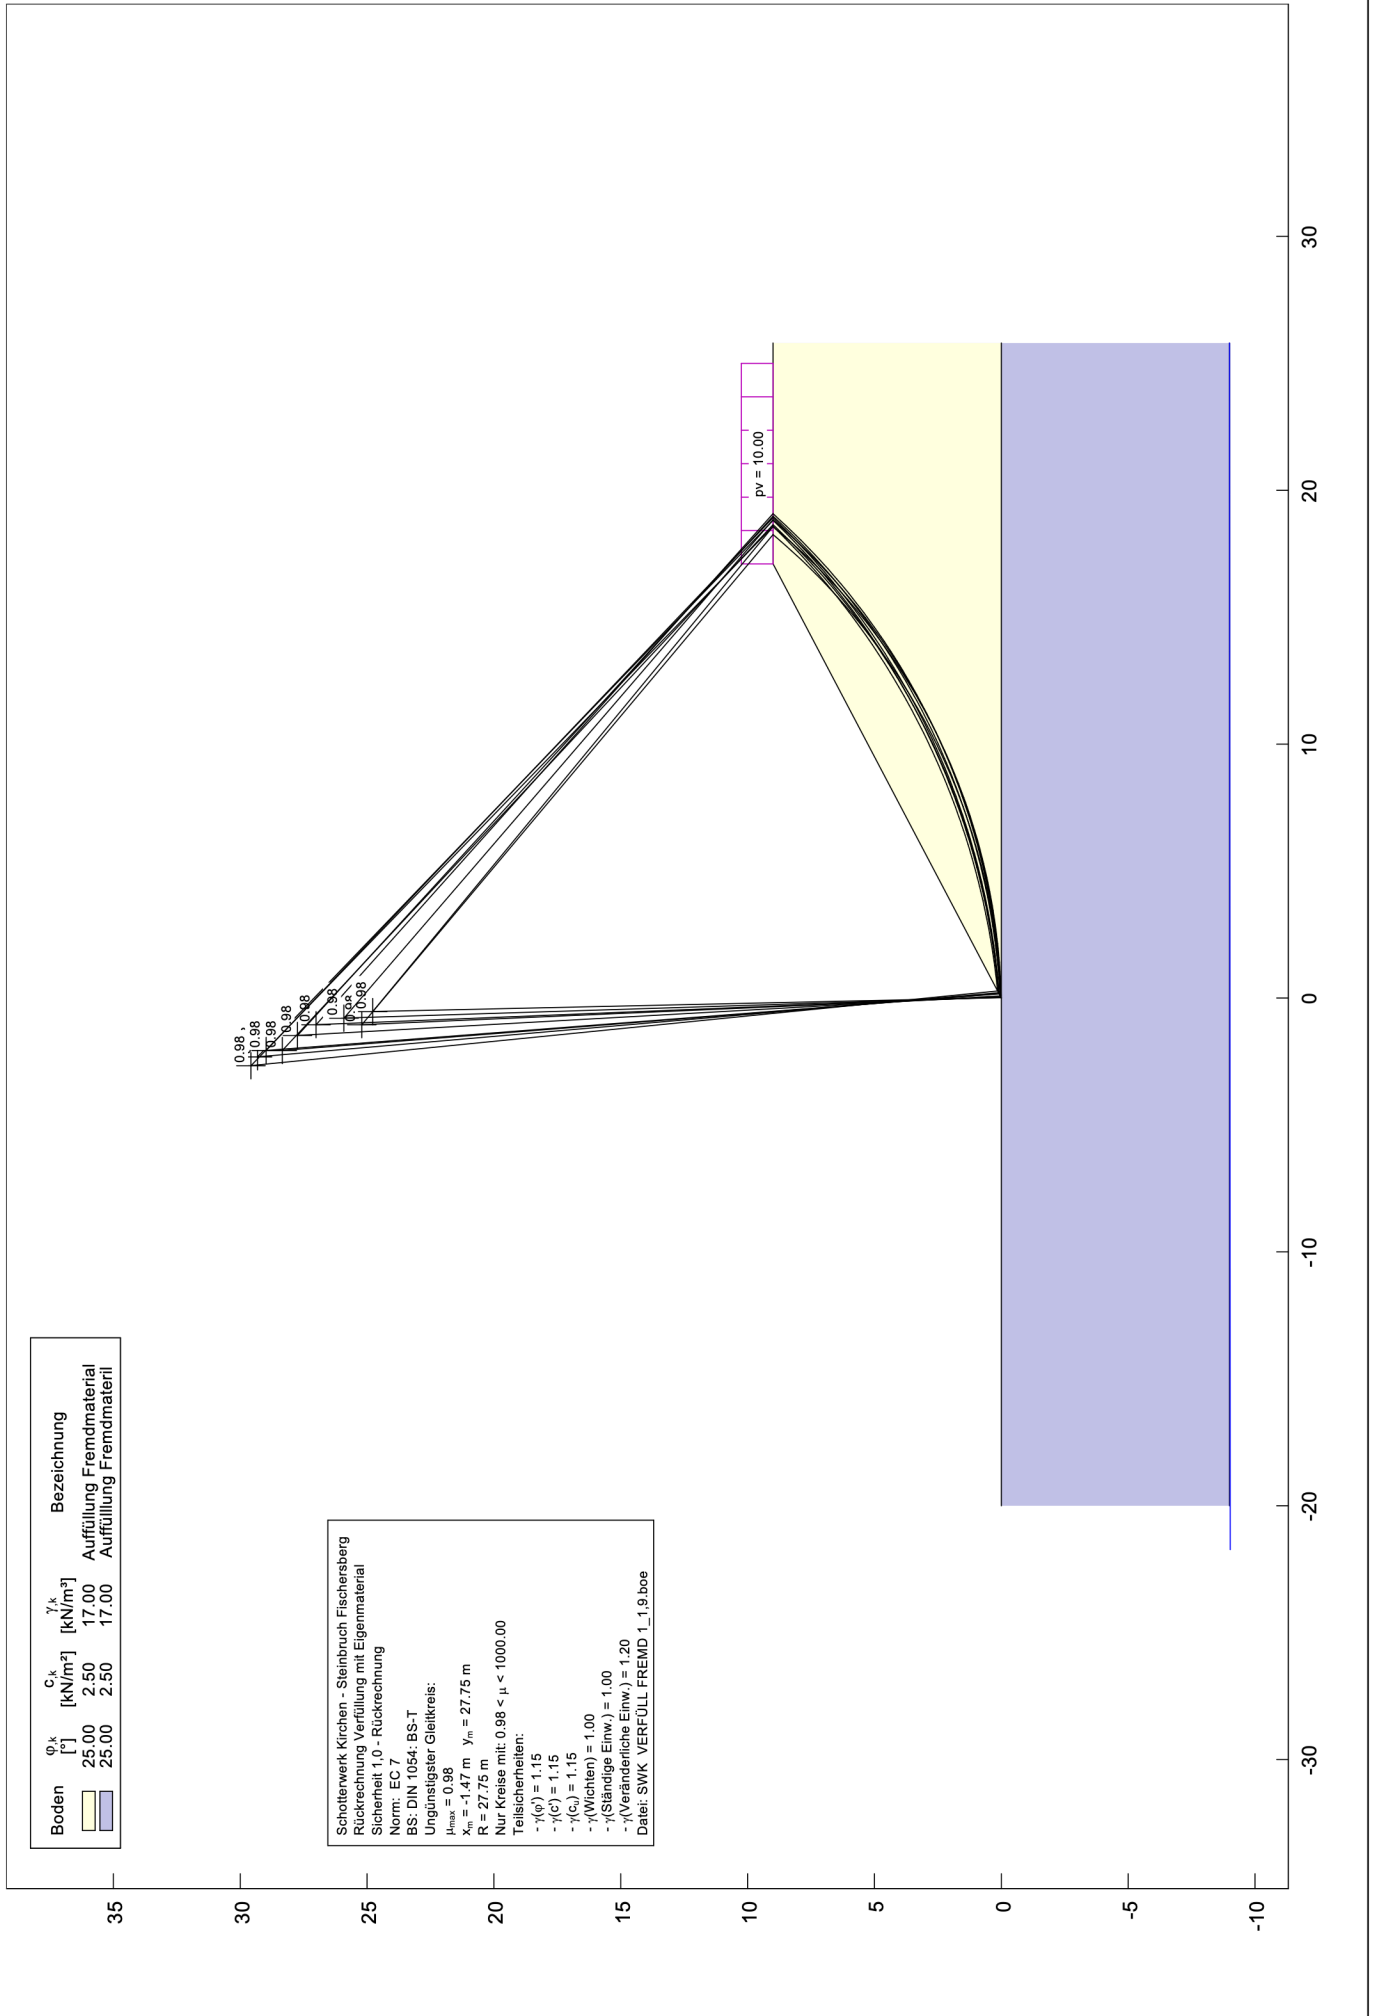 Boden φ,k [°] c,k [kN/m²] γ,k [kN/m³] Bezeichnung
25.00 2.50 17.00 Auffüllung Fremdmaterial
25.00 2.50 17.00 Auffülllung Fremdmateril
Schotterwerk Kirchen - Steinbruch Fischersberg
Rückrechnung Verfüllung mit Eigenmaterial
Sicherheit 1,0 - Rückrechnung
Norm: EC 7
BS: DIN 1054: BS-T
Ungünstigster Gleitkreis:
μmax = 0.98
xm = -1.47 m ym = 27.75 m
R = 27.75 m
Nur Kreise mit: 0.98 < μ < 1000.00
Teilsicherheiten:
- γ(φ') = 1.15
- γ(c') = 1.15
- γ(cu) = 1.15
- γ(Wichten) = 1.00
- γ(Ständige Einw.) = 1.00
- γ(Veränderliche Einw.) = 1.20
Datei: SWK VERFÜLL FREMD 1_1,9.boe
0.98
0.98
0.98
0.98
0.98
0.98
0.98
0.98
pv = 10.00
35
30
25
20
15
10
5
0
-5
-10
-30
-20
-10
0
10
20
30